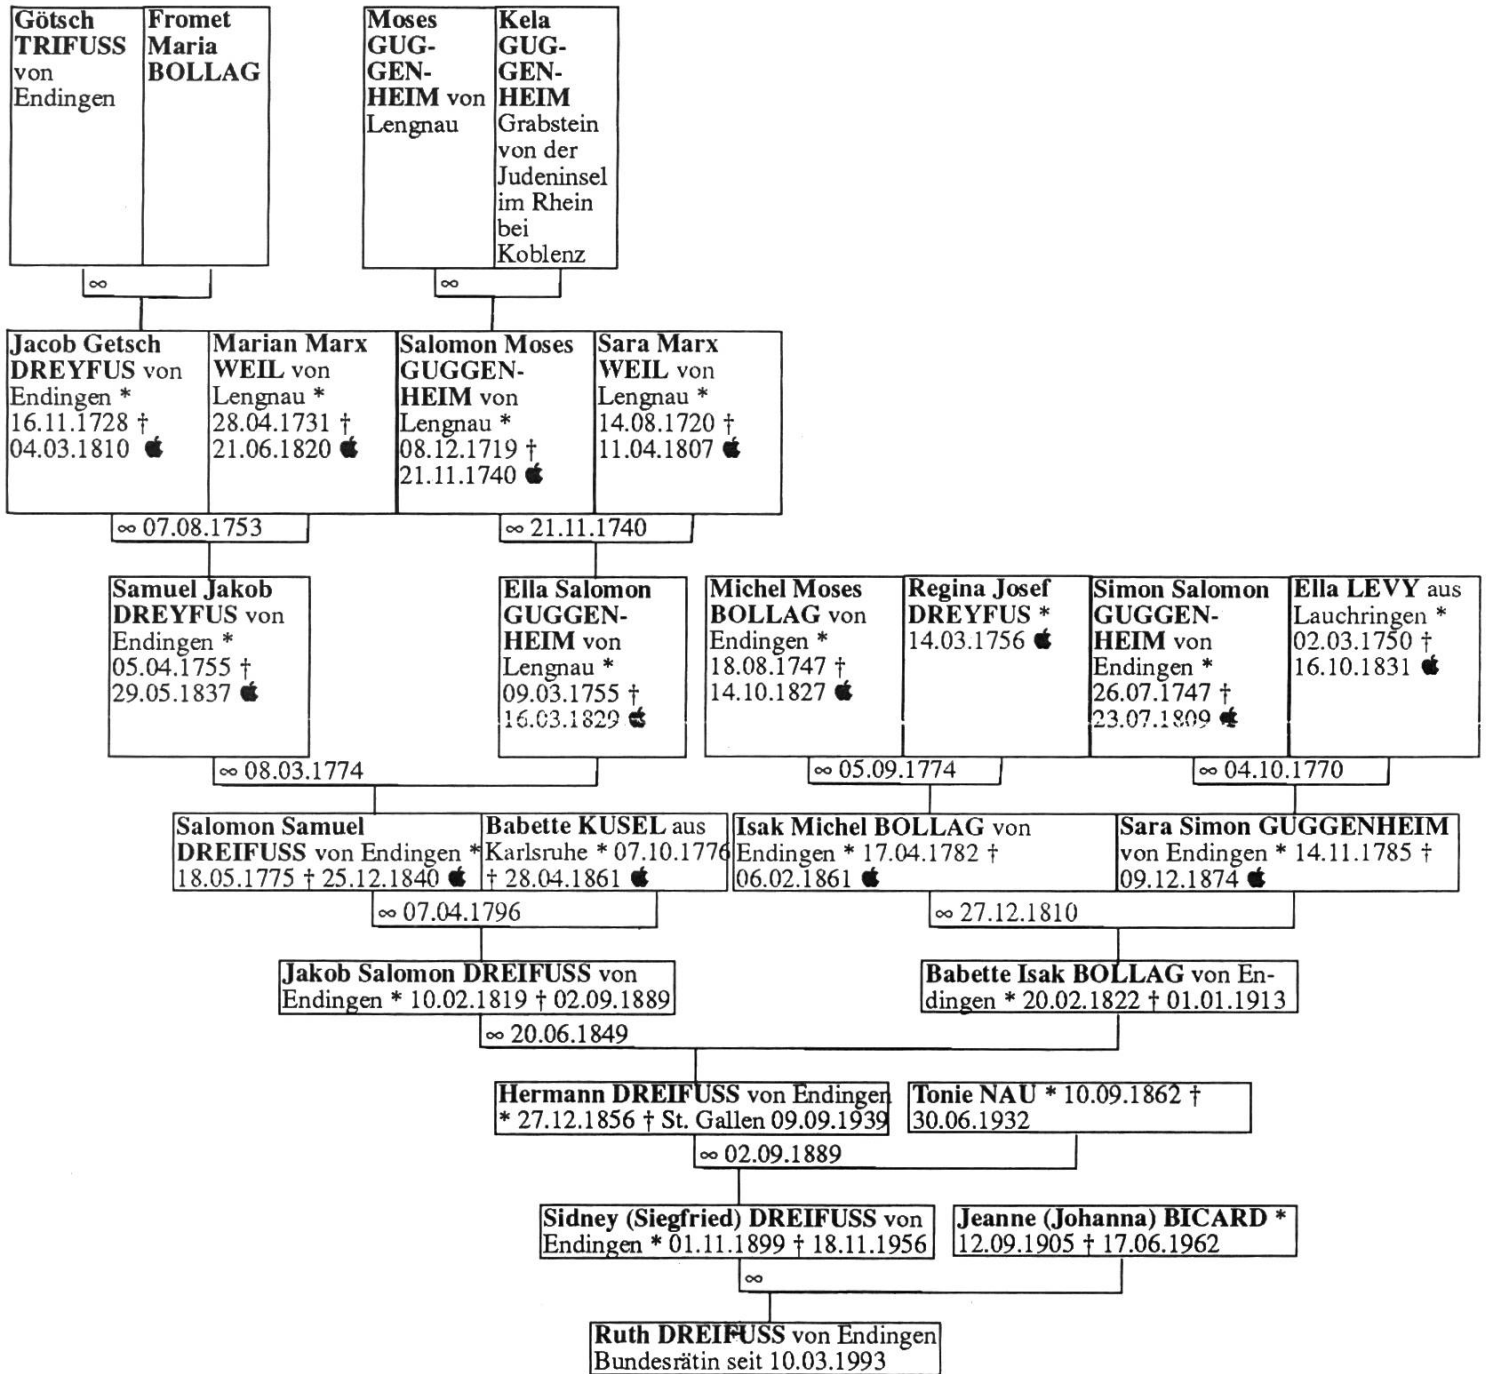 Götsch
TRIFUSS
von
Endingen
Fromet
Maria
BOLLAG
Moses
GUG-
GEN-
HEIM von
Lengnau
Kela
GUG-
GEN-
HEIM
Grabstein
von der
Judeninsel
im Rhein
bei
Koblenz
∞
∞
Jacob Getsch
DREYFUS von
Endingen *
16.11.1728 †
04.03.1810
Marian Marx
WEIL von
Lengnau *
28.04.1731 †
21.06.1820
Salomon Moses
GUGGEN-
HEIM von
Lengnau *
08.12.1719 †
21.11.1740
Sara Marx
WEIL von
Lengnau *
14.08.1720 †
11.04.1807
∞ 07.08.1753
∞ 21.11.1740
Samuel Jakob
DREYFUS von
Endingen *
05.04.1755 †
29.05.1837
Ella Salomon
GUGGEN-
HEIM von
Lengnau *
09.03.1755 †
16.03.1829
Michel Moses
BOLLAG von
Endingen *
18.08.1747 †
14.10.1827
Regina Josef
DREYFUS *
14.03.1756
Simon Salomon
GUGGEN-
HEIM von
Endingen *
26.07.1747 †
23.07.1809
Ella LEVY aus
Lauchringen *
02.03.1750 †
16.10.1831
∞ 08.03.1774
∞ 05.09.1774
∞ 04.10.1770
Salomon Samuel
DREIFUSS von Endingen *
18.05.1775 † 25.12.1840
Babette KUSEL aus
Karlsruhe * 07.10.1776
† 28.04.1861
Isak Michel BOLLAG von
Endingen * 17.04.1782 †
06.02.1861
Sara Simon GUGGENHEIM
von Endingen * 14.11.1785 †
09.12.1874
∞ 07.04.1796
∞ 27.12.1810
Jakob Salomon DREIFUSS von
Endingen * 10.02.1819 † 02.09.1889
Babette Isak BOLLAG von En-
dingen * 20.02.1822 † 01.01.1913
∞ 20.06.1849
Hermann DREIFUSS von Endingen
* 27.12.1856 † St. Gallen 09.09.1939
Tonie NAU * 10.09.1862 †
30.06.1932
∞ 02.09.1889
Sidney (Siegfried) DREIFUSS von
Endingen * 01.11.1899 † 18.11.1956
Jeanne (Johanna) BICARD *
12.09.1905 † 17.06.1962
∞
Ruth DREIFUSS von Endingen
Bundesrätin seit 10.03.1993